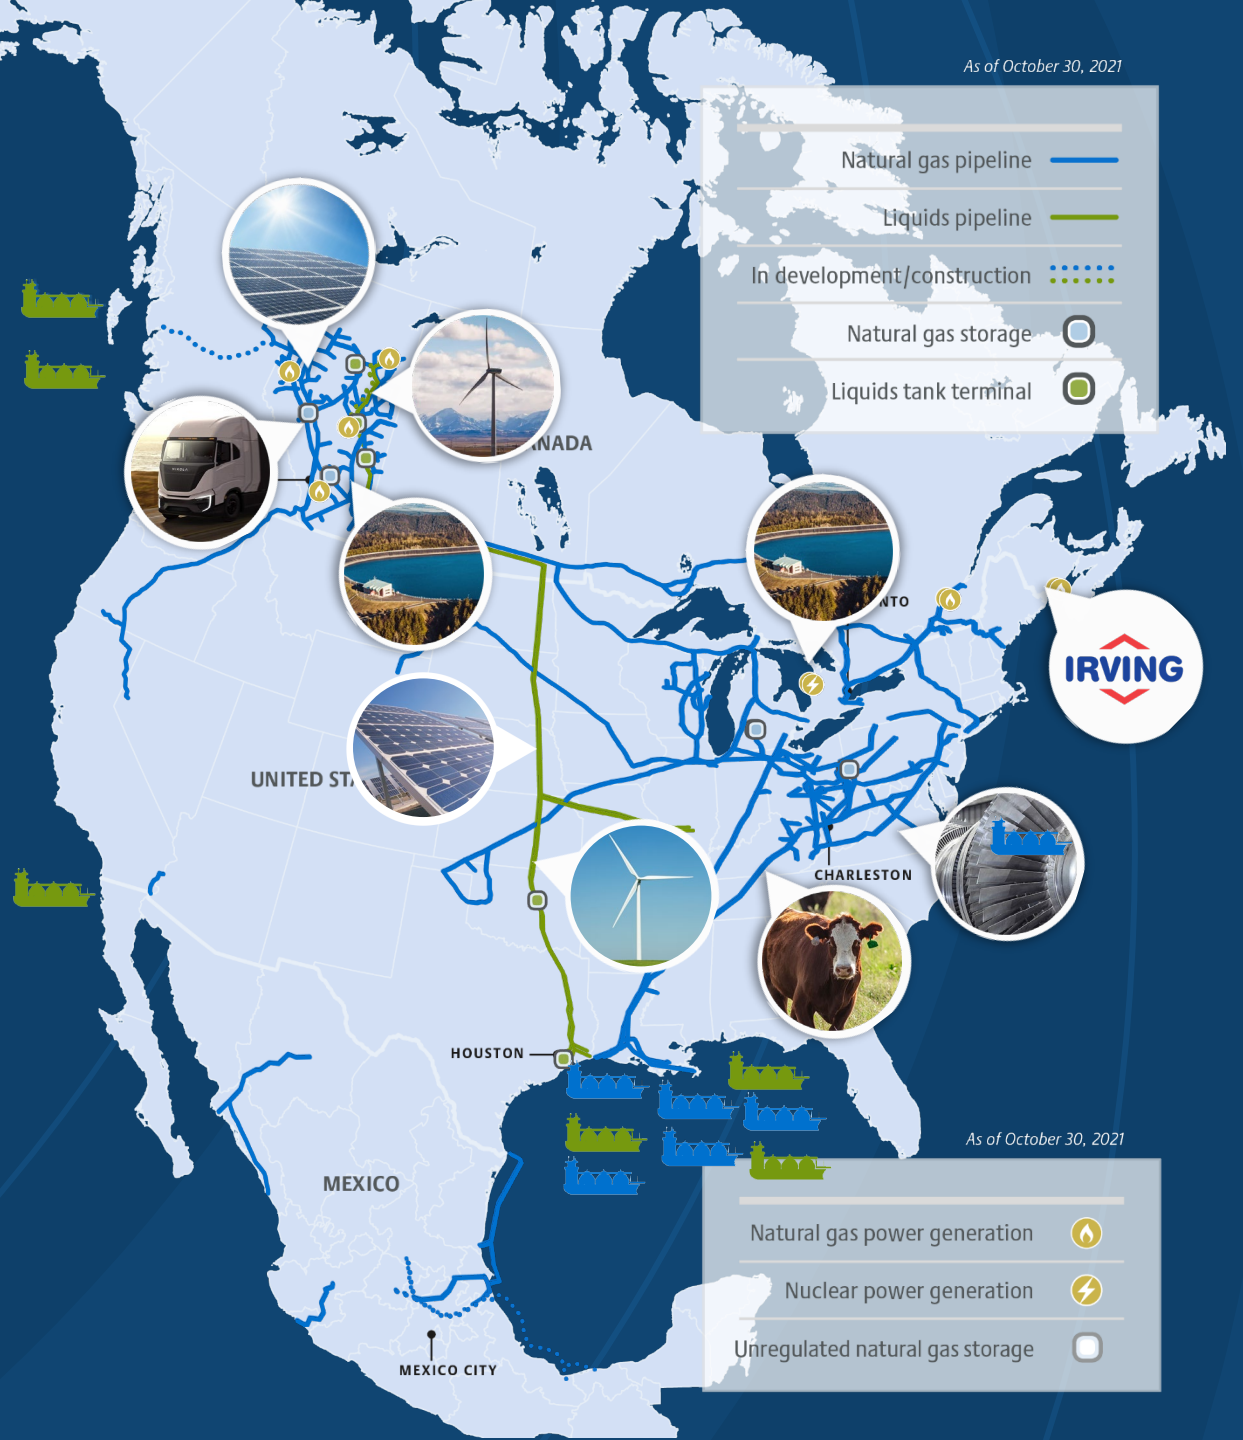 As of October 30, 2021
Natural gas pipeline
Liquids pipeline
In development/construction
Natural gas storage
Liquids tank terminal
NADA
NTO
IRVING
UNITED STA
CHARLESTON
HOUSTON
As of October 30, 2021
MEXICO
Natural gas power generation
Nuclear power generation
Unregulated natural gas storage
MEXICO CITY